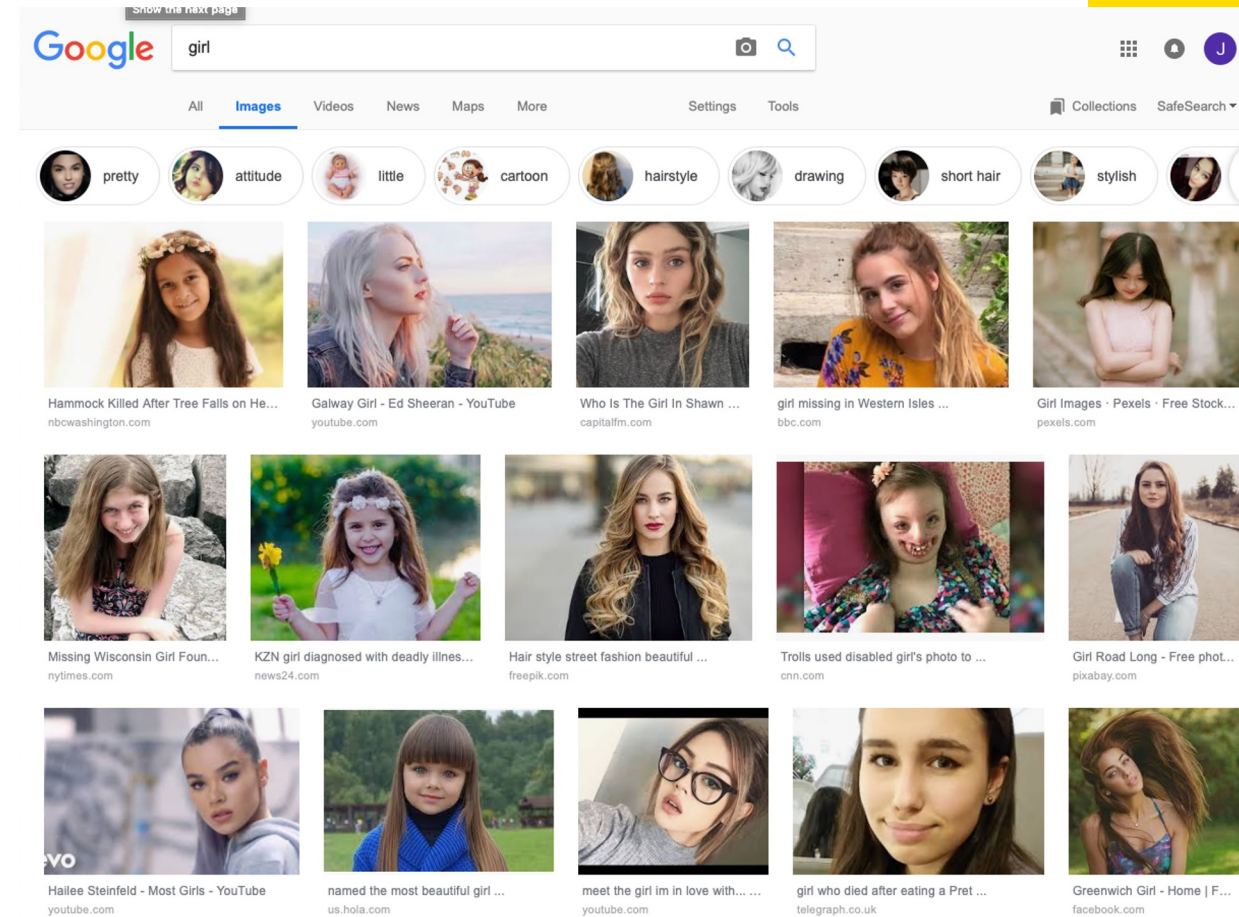 Show the next page
Google
girl
J
All Images Videos News Maps More Settings Tools Collections SafeSearch
pretty attitude little cartoon hairstyle drawing short hair stylish
Hammock Killed After Tree Falls on He... Galway Girl - Ed Sheeran - YouTube Who Is The Girl In Shawn ... girl missing in Western Isles ... Girl Images · Pexels · Free Stock...
nbcwashington.com youtube.com capitalfm.com bbc.com pexels.com
Missing Wisconsin Girl Foun... KZN girl diagnosed with deadly illnes... Hair style street fashion beautiful ... Trolls used disabled girl's photo to ... Girl Road Long - Free phot...
nytimes.com news24.com freepik.com cnn.com pixabay.com
evo
Hailee Steinfeld - Most Girls - YouTube named the most beautiful girl ... meet the girl im in love with... ... girl who died after eating a Pret ... Greenwich Girl - Home | F...
youtube.com us.hola.com youtube.com telegraph.co.uk facebook.com